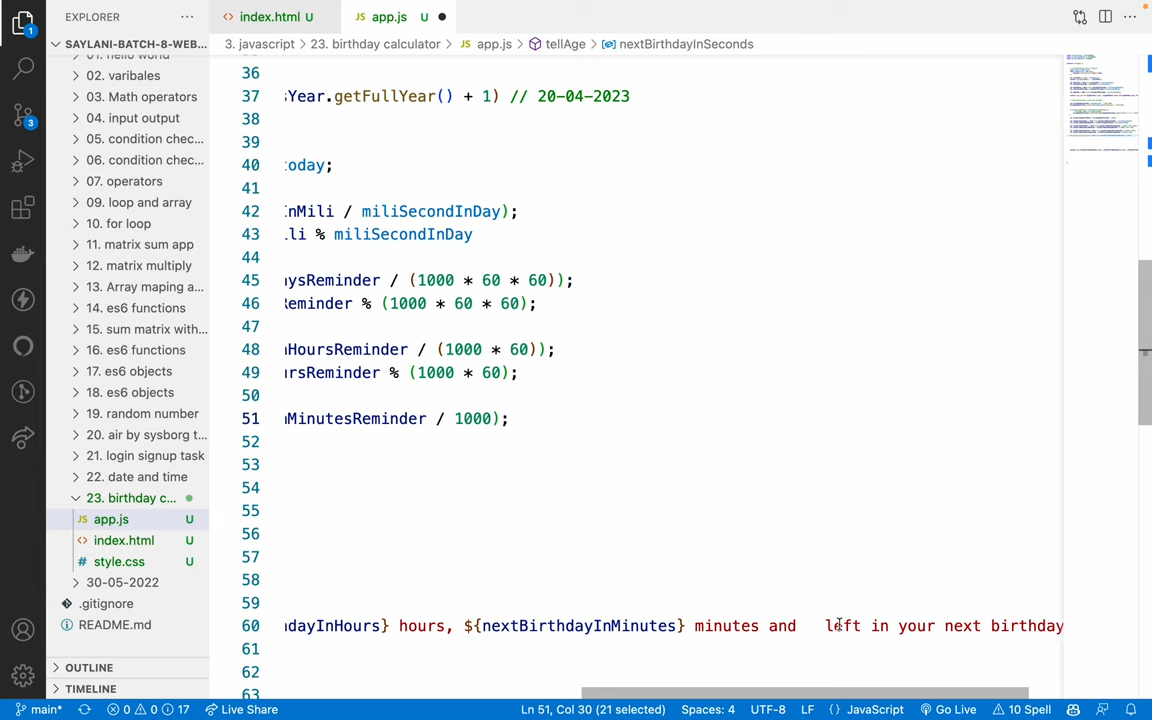 EXPLORER
index.html U
app.js U
SAYLANI-BATCH-8-WEB...
3. javascript > 23. birthday calculator > app.js > tellAge > nextBirthdayInSeconds
01. hello world
02. varibales
03. Math operators
04. input output
05. condition chec...
06. condition chec...
07. operators
09. loop and array
10. for loop
11. matrix sum app
12. matrix multiply
13. Array maping a...
14. es6 functions
15. sum matrix with...
16. es6 functions
17. es6 objects
18. es6 objects
19. random number
20. air by sysborg t...
21. login signup task
22. date and time
23. birthday c...
JS app.js U
<> index.html U
# style.css U
30-05-2022
.gitignore
README.md
OUTLINE
TIMELINE
36
37 Year.getFullYear() + 1) // 20-04-2023
38
39
40 today;
41
42 InMili / miliSecondInDay);
43 li % miliSecondInDay
44
45 aysReminder / (1000 * 60 * 60));
46 Reminder % (1000 * 60 * 60);
47
48 HoursReminder / (1000 * 60));
49 ursReminder % (1000 * 60);
50
51 MinutesReminder / 1000);
52
53
54
55
56
57
58
59
60 dayInHours} hours, ${nextBirthdayInMinutes} minutes and left in your next birthday
61
62
63
main* 0 0 17 Live Share Ln 51, Col 30 (21 selected) Spaces: 4 UTF-8 LF {} JavaScript Go Live 10 Spell